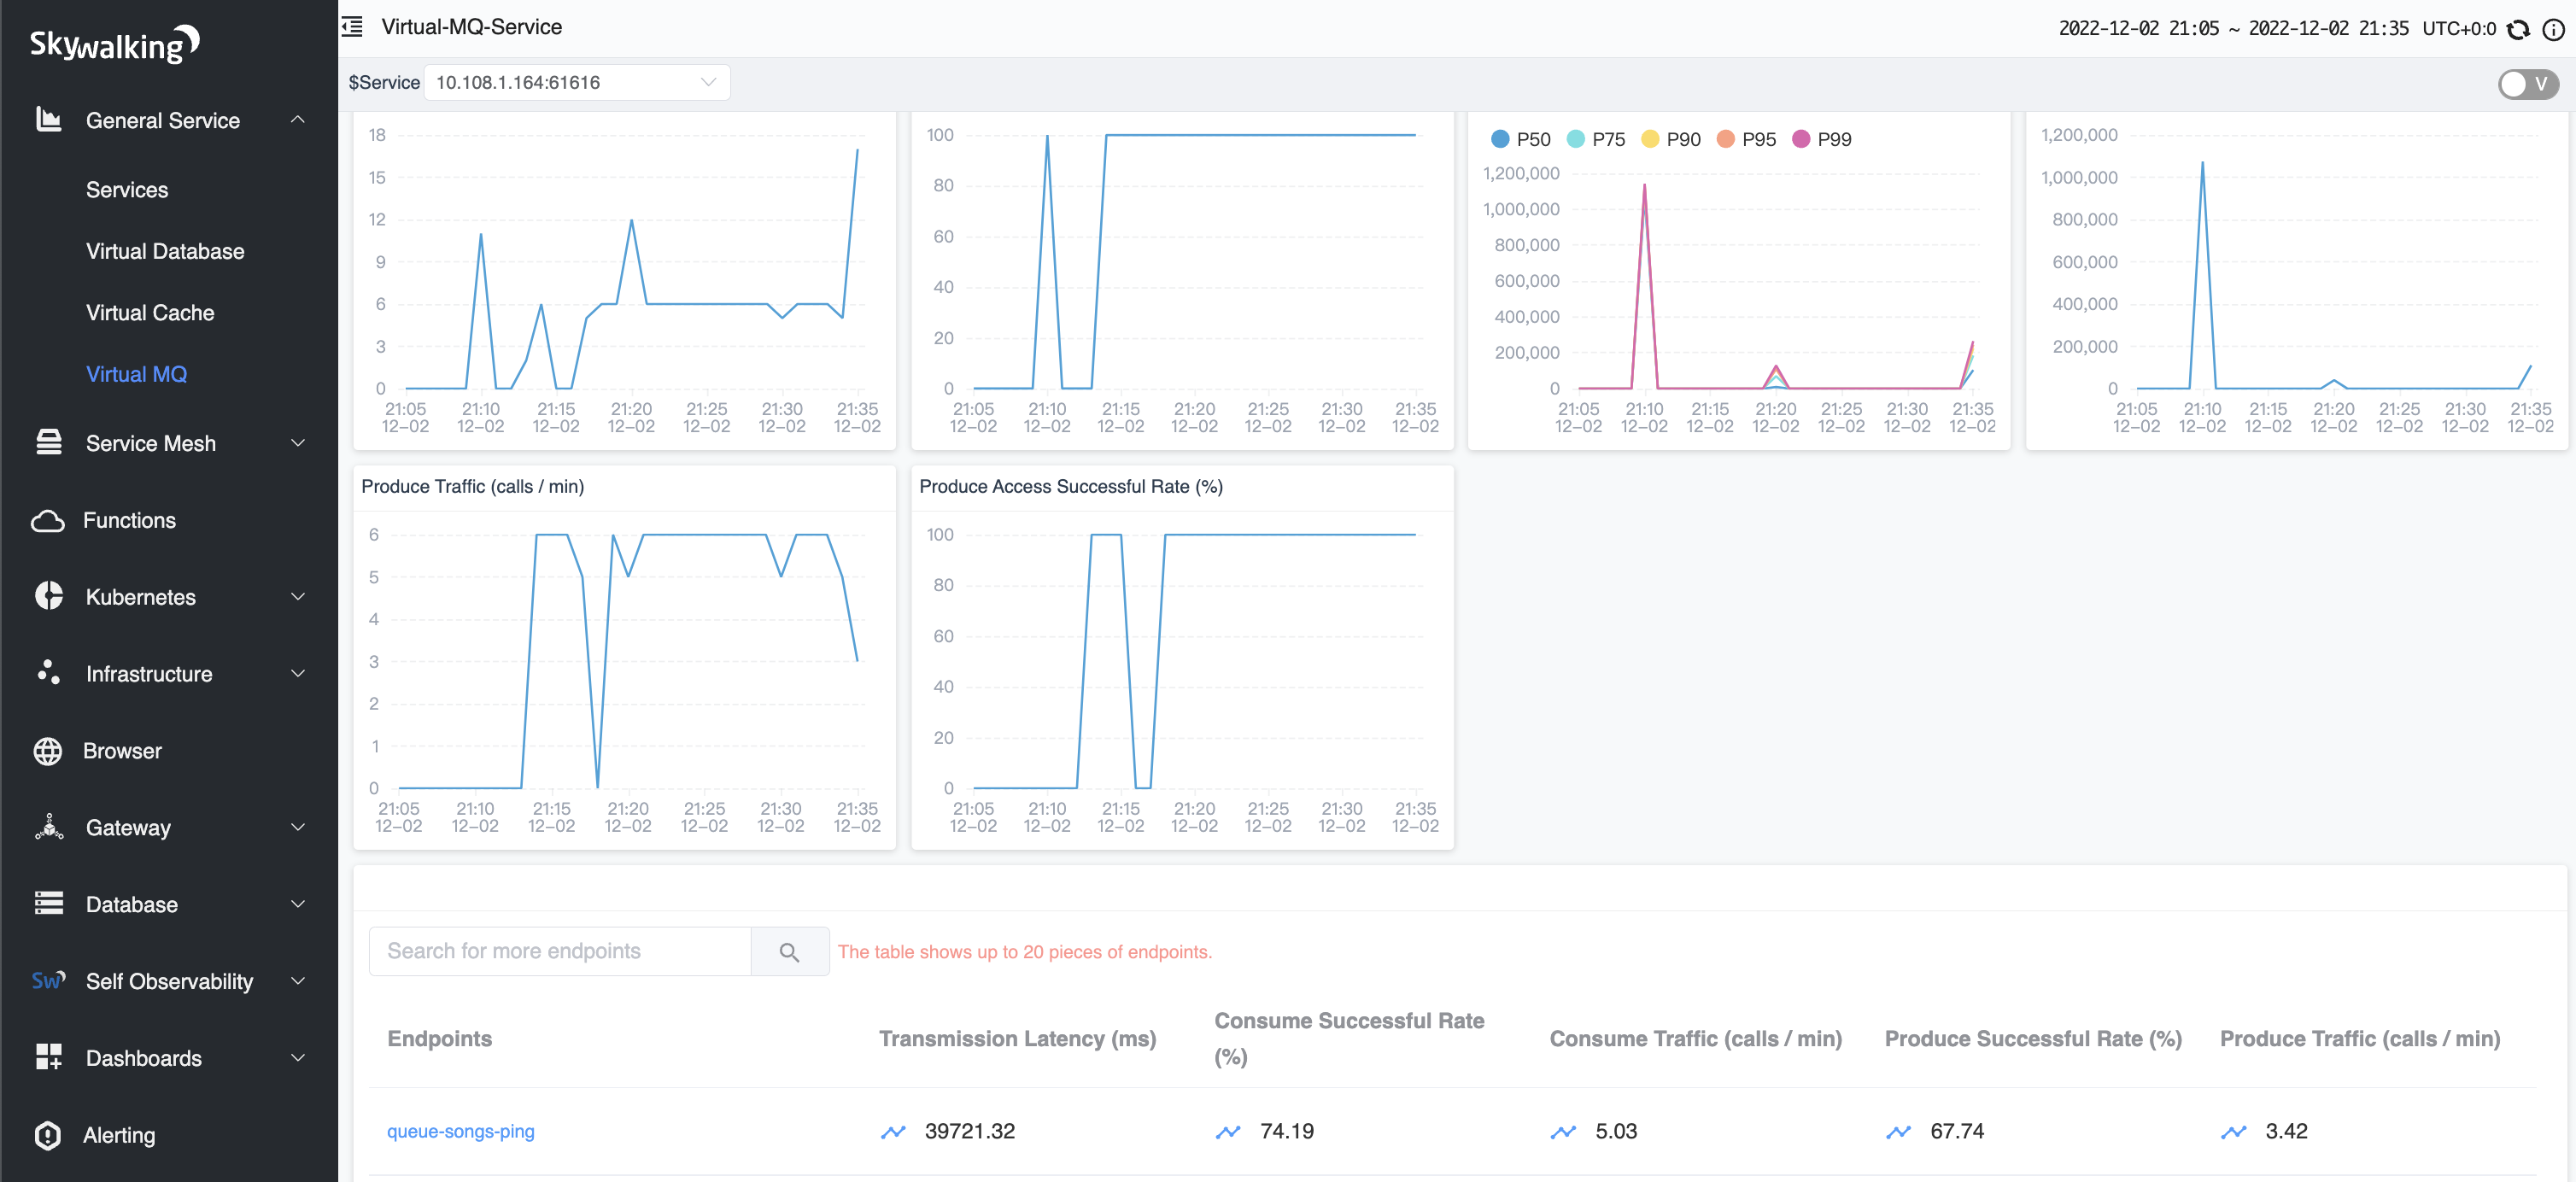 Skywalking
General Service
Services
Virtual Database
Virtual Cache
Virtual MQ
Service Mesh
Functions
Kubernetes
Infrastructure
Browser
Gateway
Database
Sw
Self Observability
Dashboards
Alerting
Virtual-MQ-Service
2022-12-02 21:05 ~ 2022-12-02 21:35 UTC+0:0
$Service 10.108.1.164:61616
V
18
15
12
9
6
3
0
21:05 21:10 21:15 21:20 21:25 21:30 21:35
12-02 12-02 12-02 12-02 12-02 12-02 12-02
100
80
60
40
20
0
21:05 21:10 21:15 21:20 21:25 21:30 21:35
12-02 12-02 12-02 12-02 12-02 12-02 12-02
P50 P75 P90 P95 P99
1,200,000
1,000,000
800,000
600,000
400,000
200,000
0
21:05 21:10 21:15 21:20 21:25 21:30 21:35
12-02 12-02 12-02 12-02 12-02 12-02 12-02
1,200,000
1,000,000
800,000
600,000
400,000
200,000
0
21:05 21:10 21:15 21:20 21:25 21:30 21:35
12-02 12-02 12-02 12-02 12-02 12-02 12-02
Produce Traffic (calls / min)
6
5
4
3
2
1
0
21:05 21:10 21:15 21:20 21:25 21:30 21:35
12-02 12-02 12-02 12-02 12-02 12-02 12-02
Produce Access Successful Rate (%)
100
80
60
40
20
0
21:05 21:10 21:15 21:20 21:25 21:30 21:35
12-02 12-02 12-02 12-02 12-02 12-02 12-02
Search for more endpoints
The table shows up to 20 pieces of endpoints.
Endpoints Transmission Latency (ms) Consume Successful Rate (%) Consume Traffic (calls / min) Produce Successful Rate (%) Produce Traffic (calls / min)
queue-songs-ping 39721.32 74.19 5.03 67.74 3.42